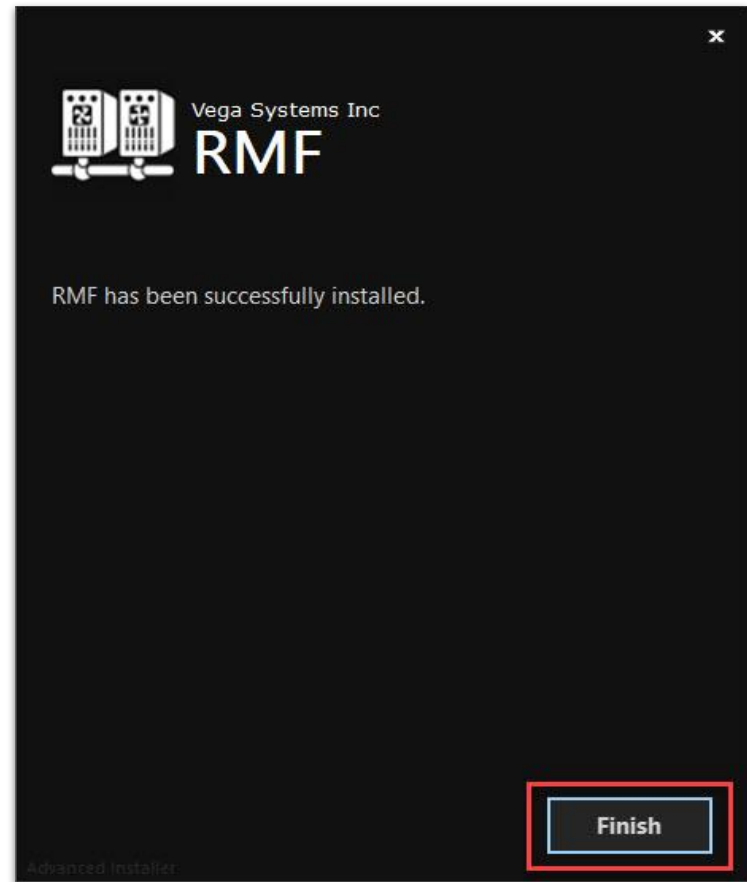 Vega Systems Inc
RMF
RMF has been successfully installed.
Finish
Advanced Installer